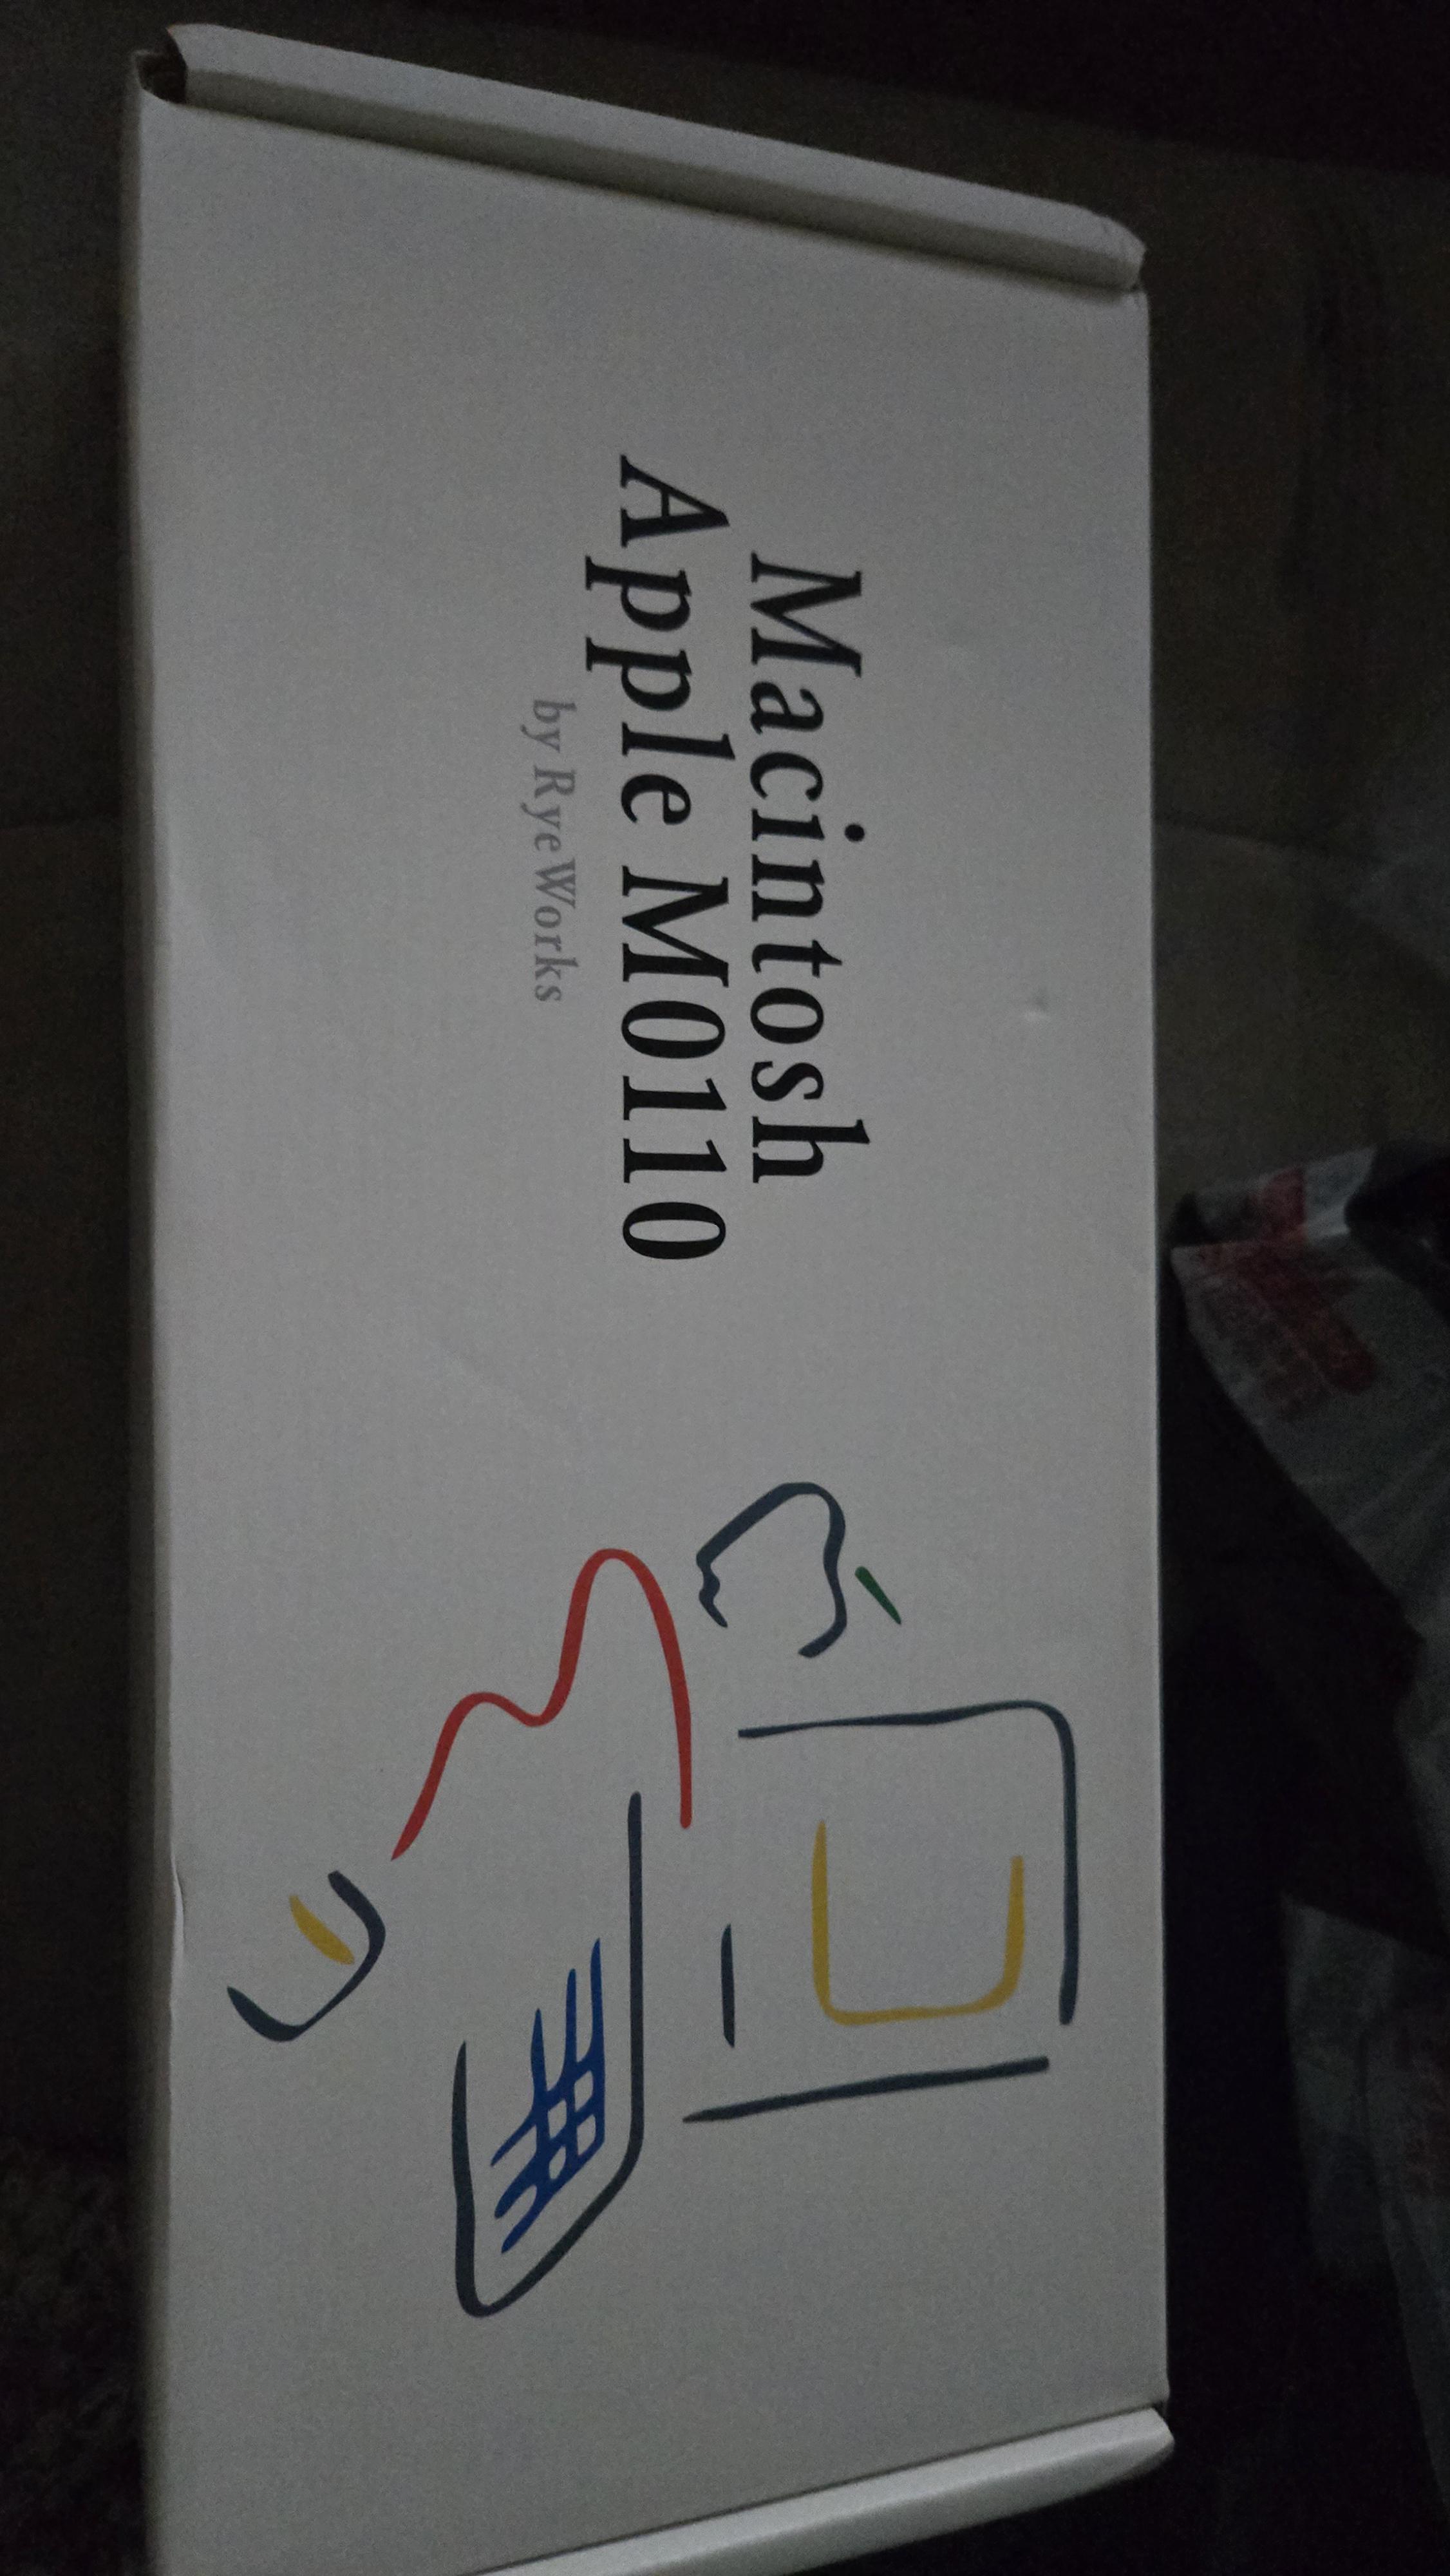 Macintosh
Apple M0110
by RyeWorks